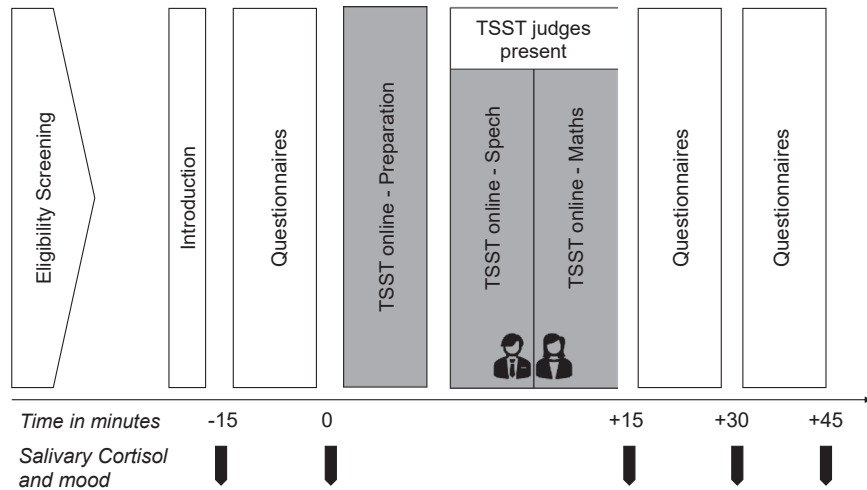 Eligibility Screening
Introduction
Questionnaires
TSST online - Preparation
TSST judges
present
TSST online - Spech
TSST online - Maths
Questionnaires
Questionnaires
Time in minutes
-15
0
+15
+30
+45
Salivary Cortisol
and mood